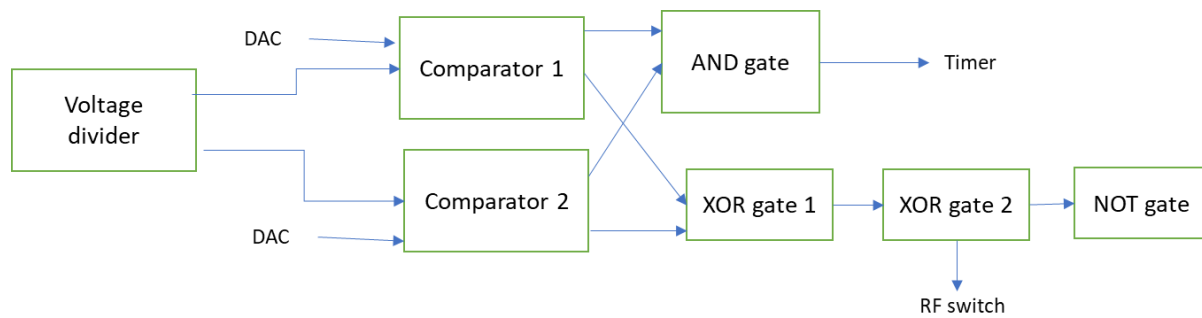 DAC
Comparator 1
AND gate
Timer
Voltage
divider
Comparator 2
XOR gate 1
XOR gate 2
NOT gate
DAC
RF switch